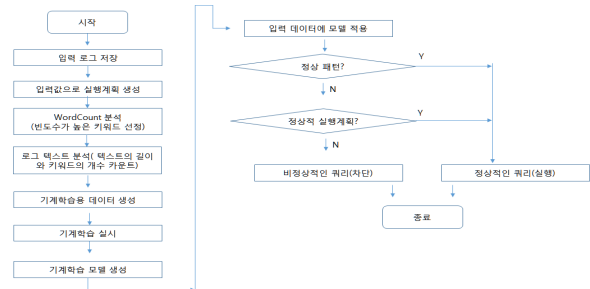 시작
입력 로그 저장
입력값으로 실행계획 생성
WordCount 분석
(빈도수가 높은 키워드 선정)
로그 텍스트 분석( 텍스트의 길이
와 키워드의 개수 카운트)
기계학습용 데이터 생성
기계학습 실시
기계학습 모델 생성
입력 데이터에 모델 적용
정상 패턴?
Y
N
정상적 실행계획?
Y
N
비정상적인 쿼리(차단)
정상적인 쿼리(실행)
종료